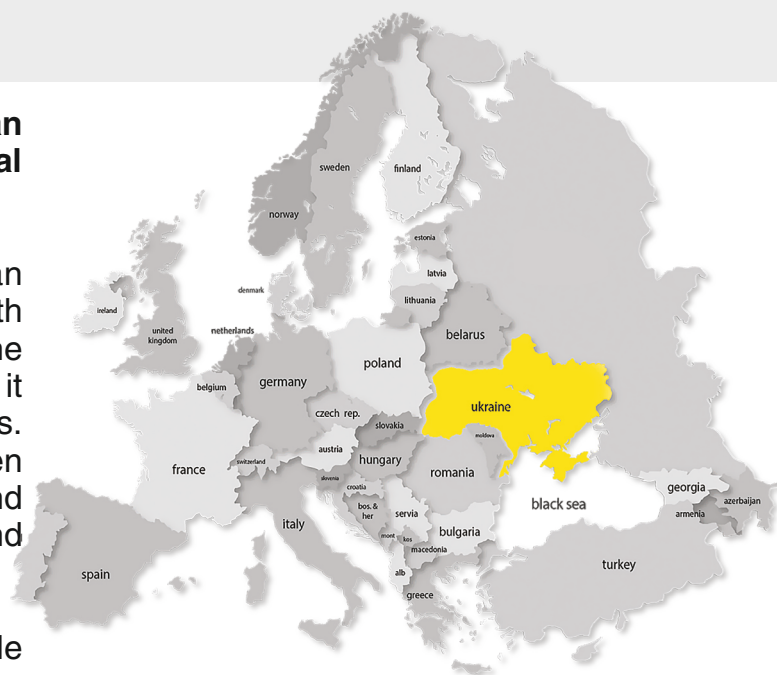 an
al
an
th
ne
it
s.
en
nd
nd
le
sweden
finland
norway
estonia
latvia
denmark
lithuania
ireland
united
kingdom
netherlands
belarus
poland
belgium
germany
ukraine
czech rep.
slovakia
moldova
austria
france
switzerland
hungary
romania
slovenia
croatia
georgia
azerbaijan
bos. &
her
servia
black sea
armenia
italy
mont
kos
bulgaria
macedonia
turkey
spain
alb
greece